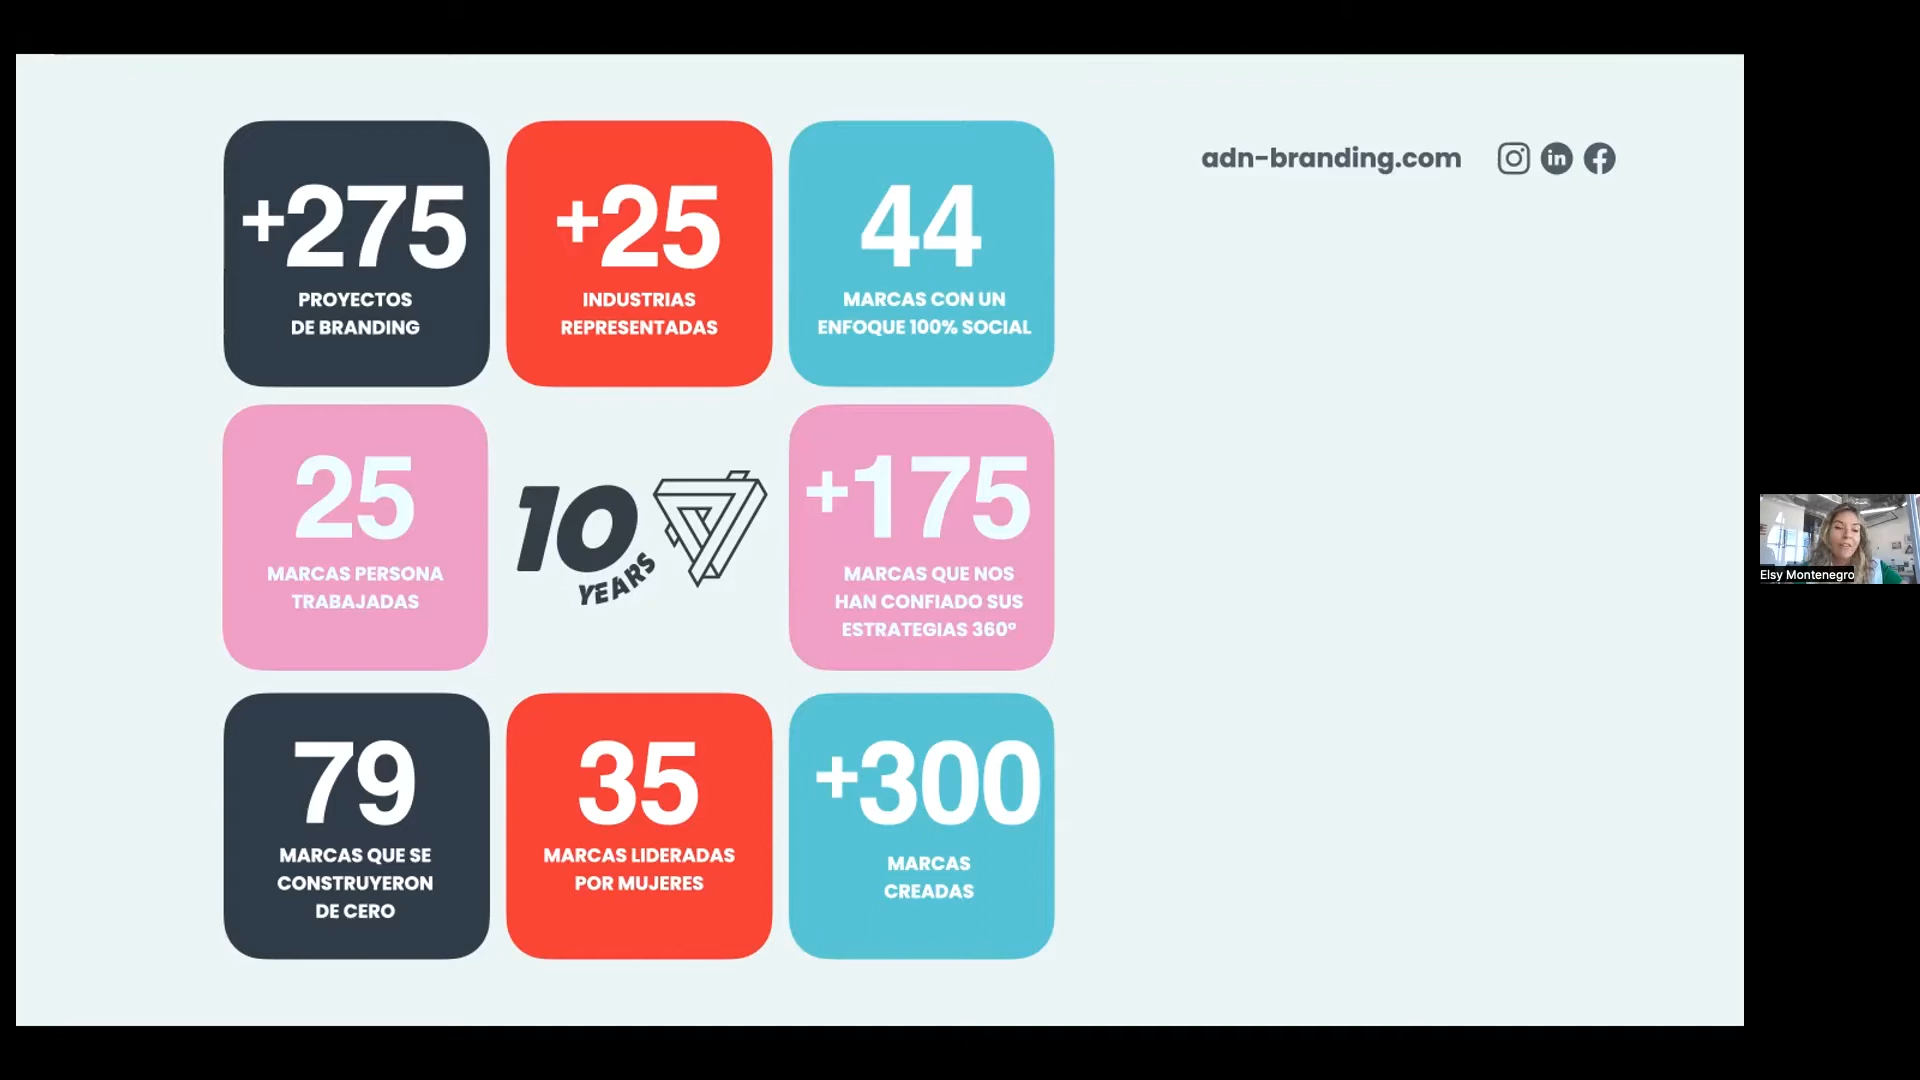 +275
PROYECTOS
DE BRANDING
+25
INDUSTRIAS
REPRESENTADAS
44
MARCAS CON UN
ENFOQUE 100% SOCIAL
adn-branding.com
25
MARCAS PERSONA
TRABAJADAS
10
YEARS
+175
MARCAS QUE NOS
HAN CONFIADO SUS
ESTRATEGIAS 360°
79
MARCAS QUE SE
CONSTRUYERON
DE CERO
35
MARCAS LIDERADAS
POR MUJERES
+300
MARCAS
CREADAS
Elsy Montenegro